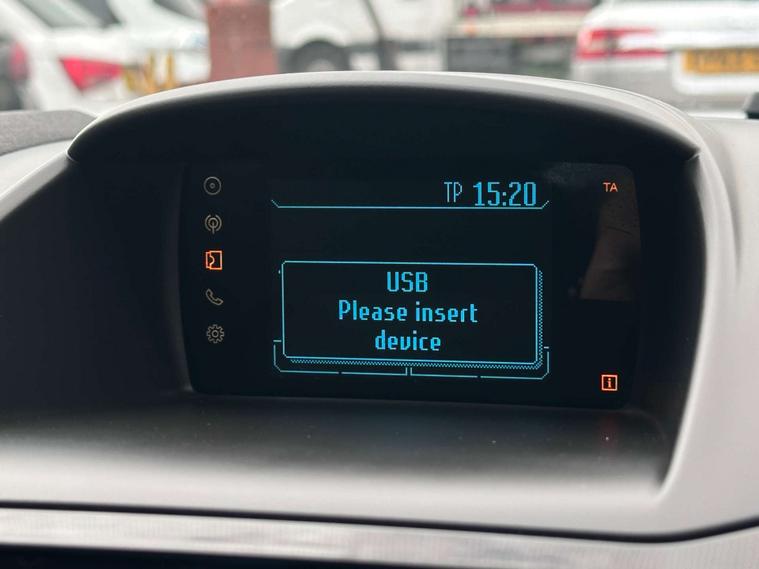 TP 15:20
TA
USB
Please insert
device
i